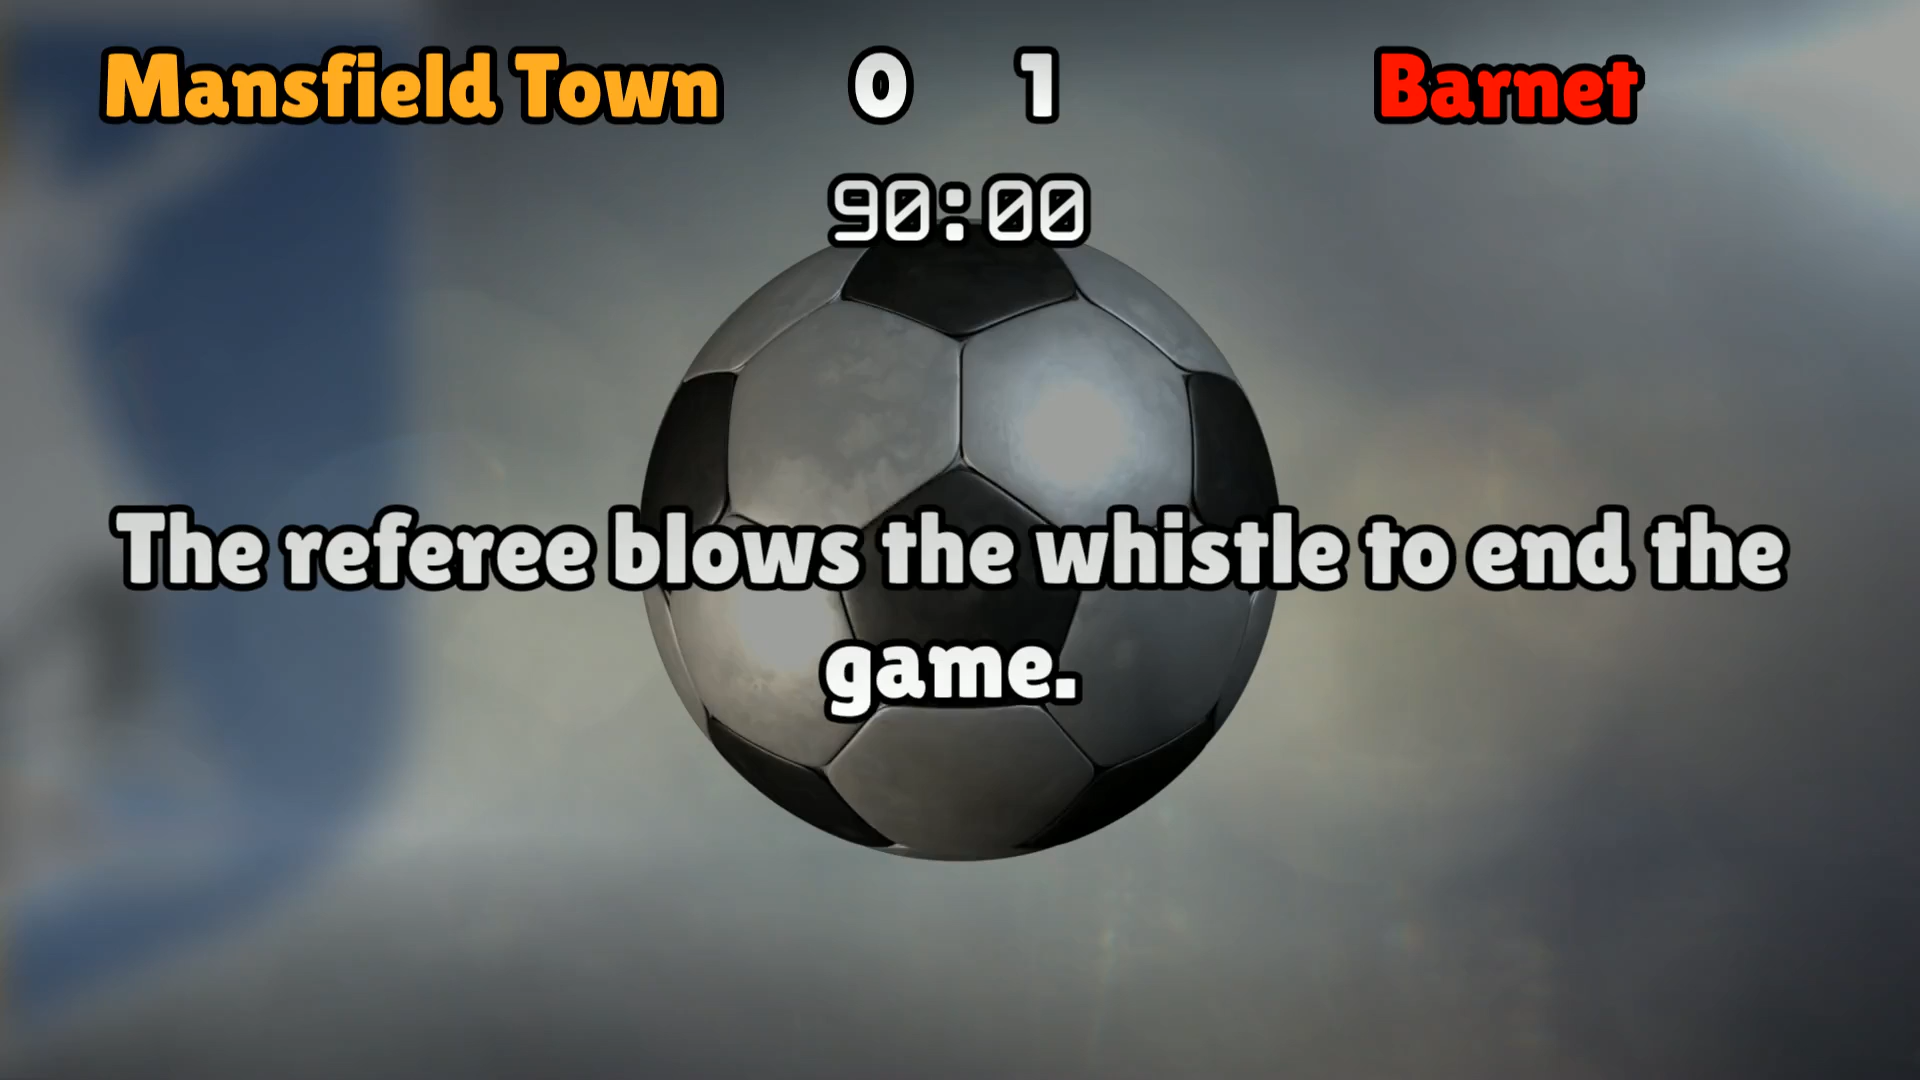 Mansfield Town 0 1 Barnet
90:00
The referee blows the whistle to end the
game.